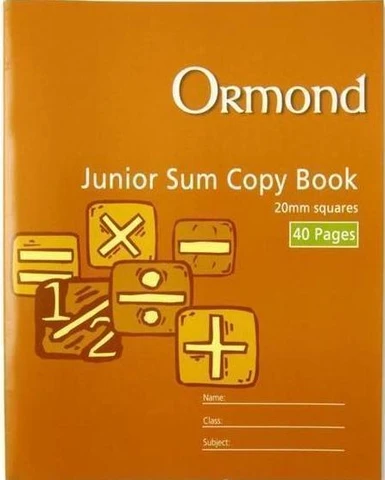 Ormond
Junior Sum Copy Book
20mm squares
40 Pages
=
×
−
÷
1/2
+
Name:
Class:
Subject: